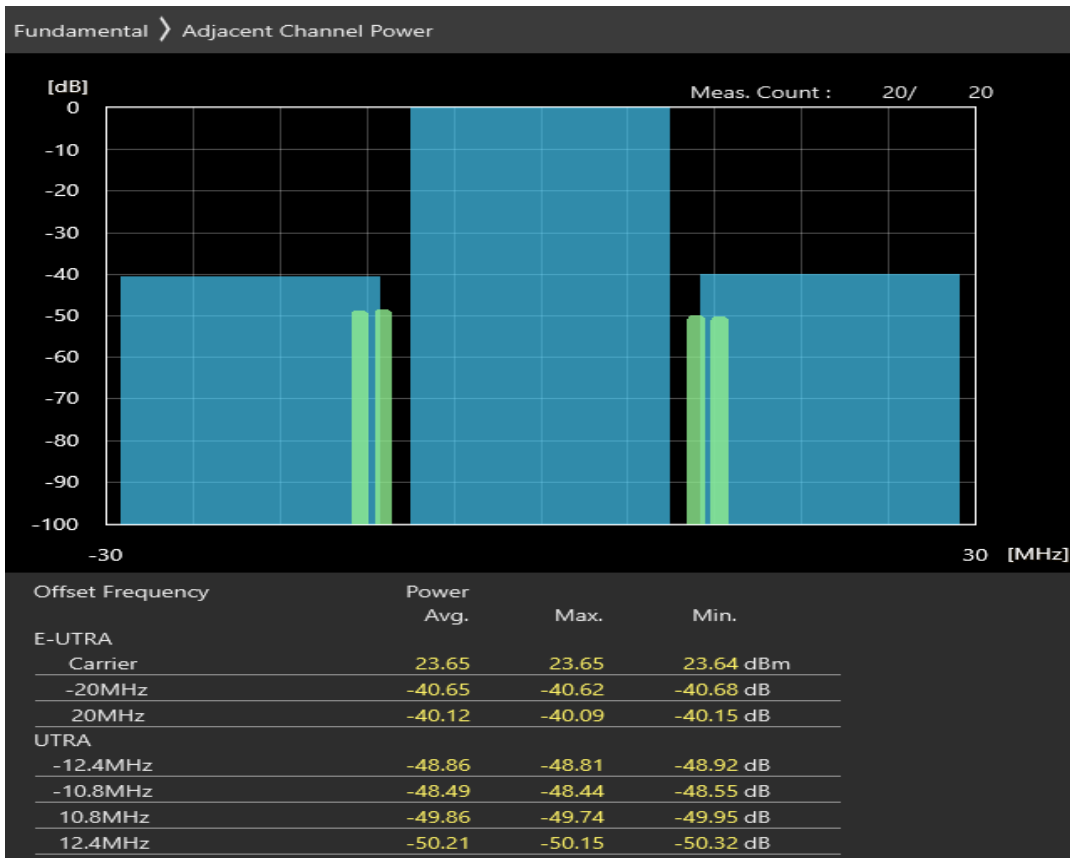 Fundamental 〉 Adjacent Channel Power
[dB]
Meas. Count : 20/ 20
0
-10
-20
-30
-40
-50
-60
-70
-80
-90
-100
-30 30 [MHz]
Offset Frequency Power
Avg. Max. Min.
E-UTRA
Carrier 23.65 23.65 23.64 dBm
-20MHz -40.65 -40.62 -40.68 dB
20MHz -40.12 -40.09 -40.15 dB
UTRA
-12.4MHz -48.86 -48.81 -48.92 dB
-10.8MHz -48.49 -48.44 -48.55 dB
10.8MHz -49.86 -49.74 -49.95 dB
12.4MHz -50.21 -50.15 -50.32 dB